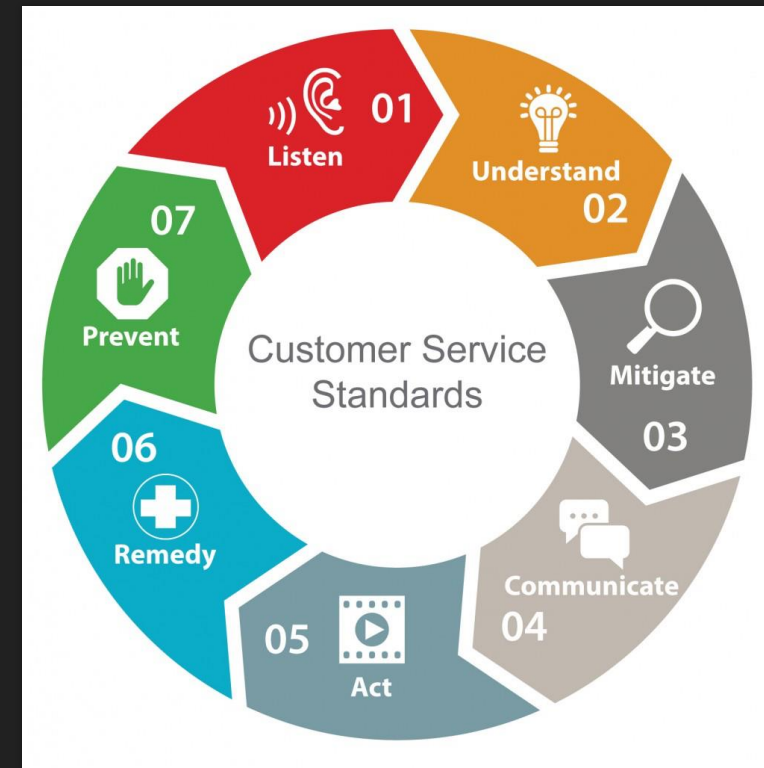 Customer Service
Standards
01
Listen
Understand
02
Mitigate
03
Communicate
04
05
Act
06
Remedy
07
Prevent